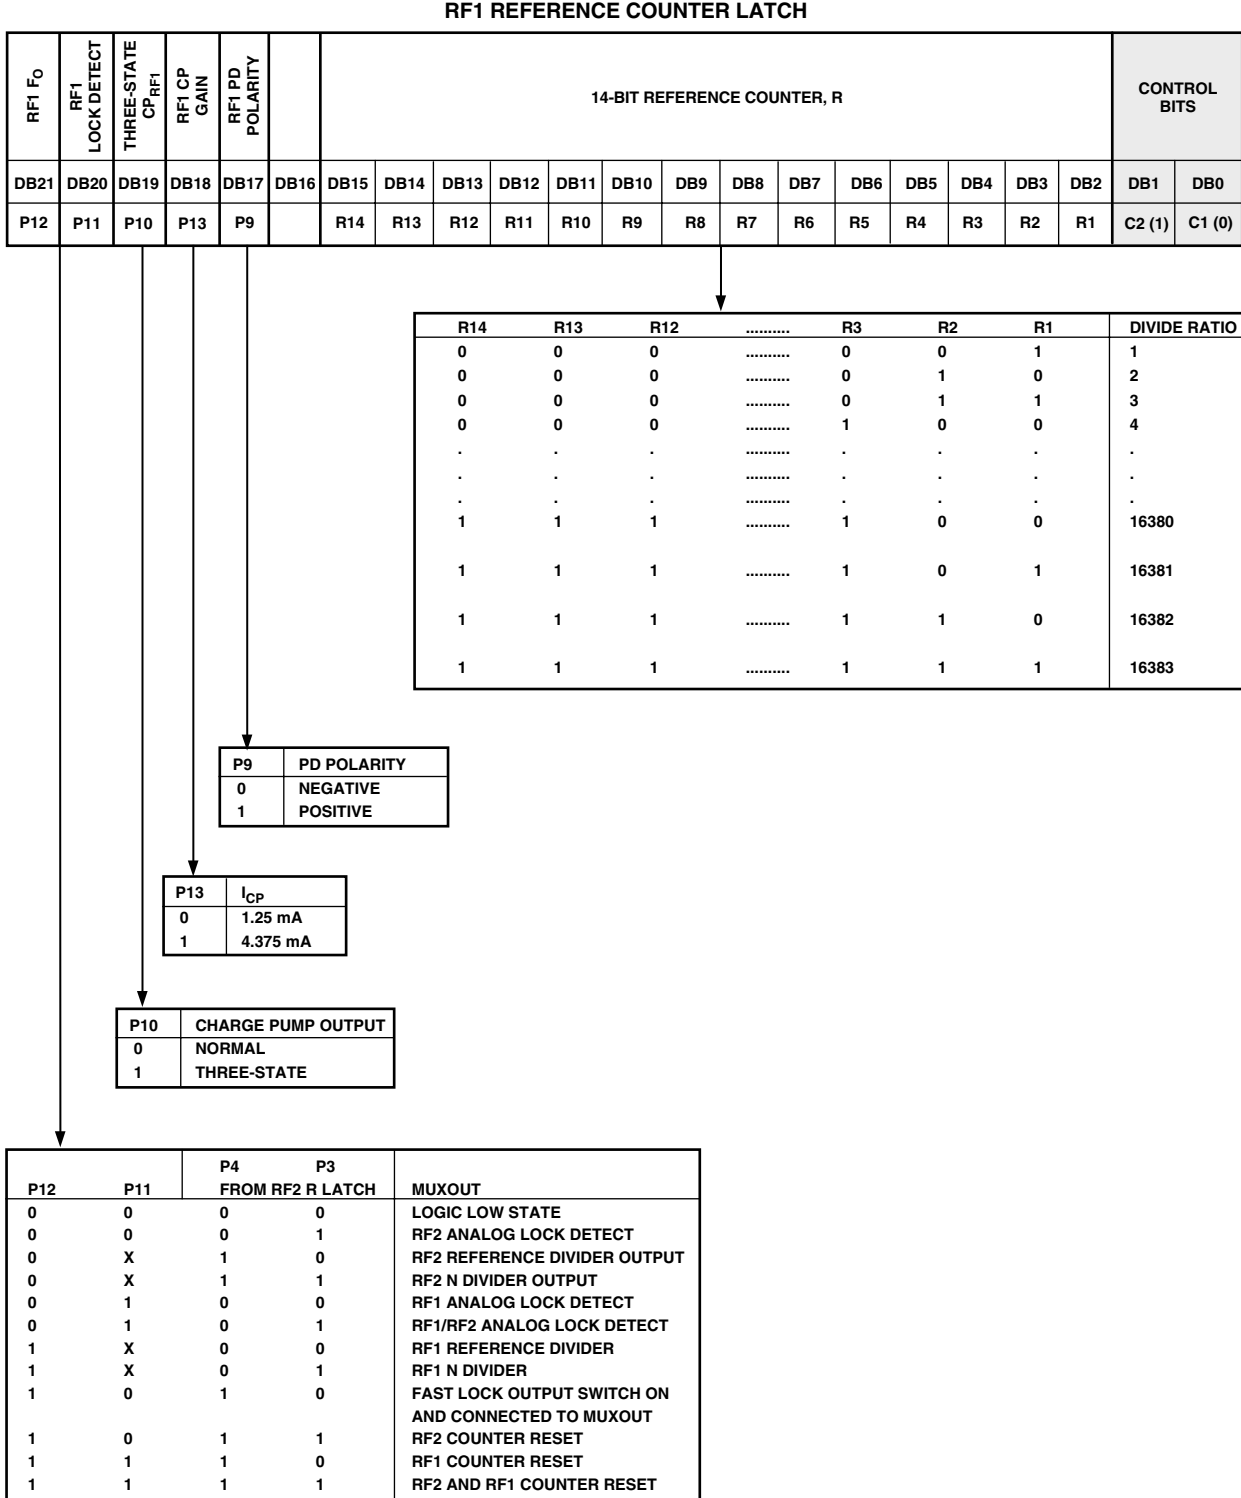 RF1 REFERENCE COUNTER LATCH
RF1 FO
RF1 LOCK DETECT
THREE-STATE CPRF1
RF1 CP GAIN
RF1 PD POLARITY
14-BIT REFERENCE COUNTER, R
CONTROL BITS
DB21 DB20 DB19 DB18 DB17 DB16 DB15 DB14 DB13 DB12 DB11 DB10 DB9 DB8 DB7 DB6 DB5 DB4 DB3 DB2 DB1 DB0
P12 P11 P10 P13 P9 R14 R13 R12 R11 R10 R9 R8 R7 R6 R5 R4 R3 R2 R1 C2 (1) C1 (0)
R14 R13 R12 .......... R3 R2 R1 DIVIDE RATIO
0 0 0 .......... 0 0 1 1
0 0 0 .......... 0 1 0 2
0 0 0 .......... 0 1 1 3
0 0 0 .......... 1 0 0 4
. . . .......... . . . .
. . . .......... . . . .
. . . .......... . . . .
1 1 1 .......... 1 0 0 16380
1 1 1 .......... 1 0 1 16381
1 1 1 .......... 1 1 0 16382
1 1 1 .......... 1 1 1 16383
P9 PD POLARITY
0 NEGATIVE
1 POSITIVE
P13 ICP
0 1.25 mA
1 4.375 mA
P10 CHARGE PUMP OUTPUT
0 NORMAL
1 THREE-STATE
P4 P3
P12 P11 FROM RF2 R LATCH MUXOUT
0 0 0 0 LOGIC LOW STATE
0 0 0 1 RF2 ANALOG LOCK DETECT
0 X 1 0 RF2 REFERENCE DIVIDER OUTPUT
0 X 1 1 RF2 N DIVIDER OUTPUT
0 1 0 0 RF1 ANALOG LOCK DETECT
0 1 0 1 RF1/RF2 ANALOG LOCK DETECT
1 X 0 0 RF1 REFERENCE DIVIDER
1 X 0 1 RF1 N DIVIDER
1 0 1 0 FAST LOCK OUTPUT SWITCH ON
AND CONNECTED TO MUXOUT
1 0 1 1 RF2 COUNTER RESET
1 1 1 0 RF1 COUNTER RESET
1 1 1 1 RF2 AND RF1 COUNTER RESET